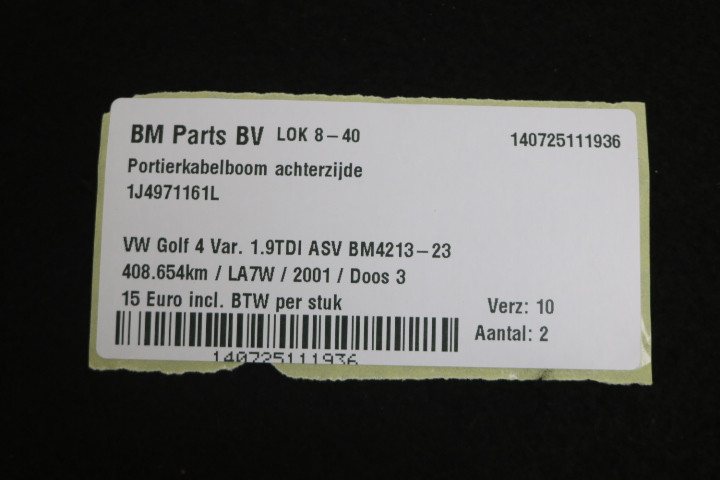 BM Parts BV LOK 8-40 140725111936
Portierkabelboom achterzijde
1J4971161L
VW Golf 4 Var. 1.9TDI ASV BM4213-23
408.654km / LA7W / 2001 / Doos 3
15 Euro incl. BTW per stuk Verz: 10
Aantal: 2
140725111936